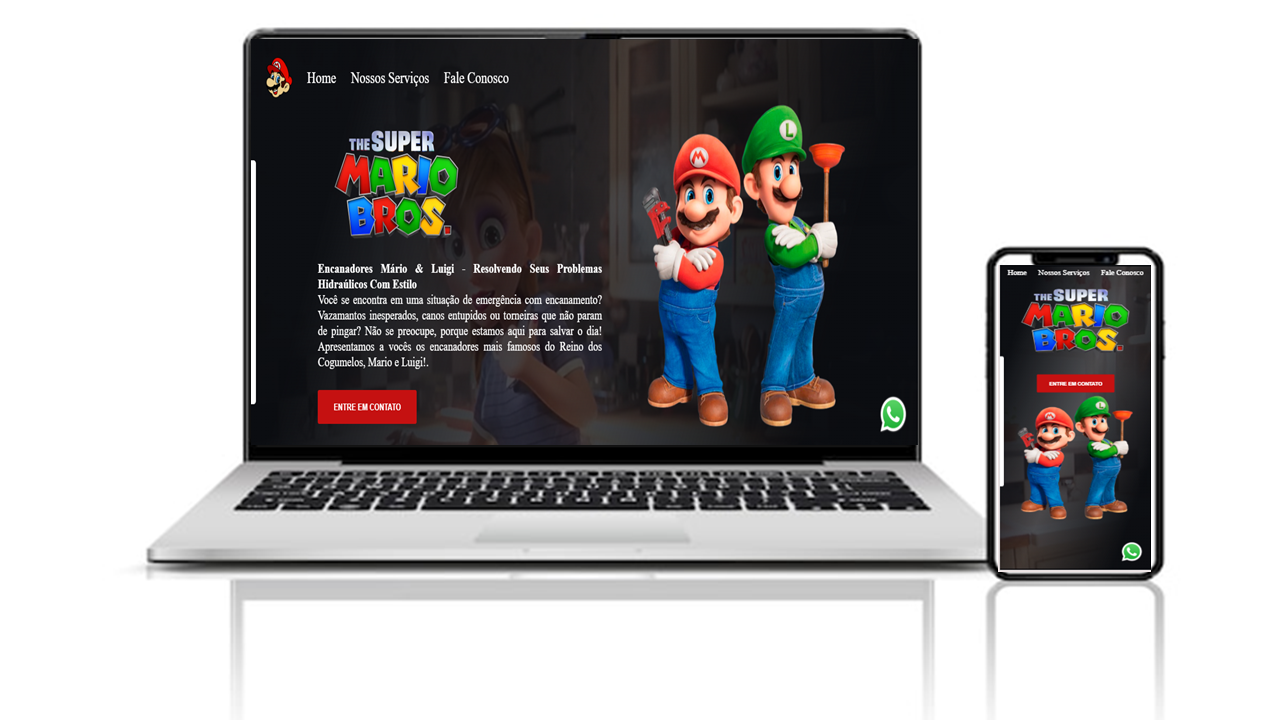 Home Nossos Serviços Fale Conosco
THE SUPER
MARIO
BROS.
Encanadores Mário & Luigi - Resolvendo Seus Problemas
Hidraúlicos Com Estilo
Você se encontra em uma situação de emergência com encanamento?
Vazamantos inesperados, canos entupidos ou torneiras que não param
de pingar? Não se preocupe, porque estamos aqui para salvar o dia!
Apresentamos a vocês os encanadores mais famosos do Reino dos
Cogumelos, Mario e Luigi!.
ENTRE EM CONTATO
M
L
Home Nossos Serviços Fale Conosco
THE SUPER
MARIO
BROS.
ENTRE EM CONTATO
M
L